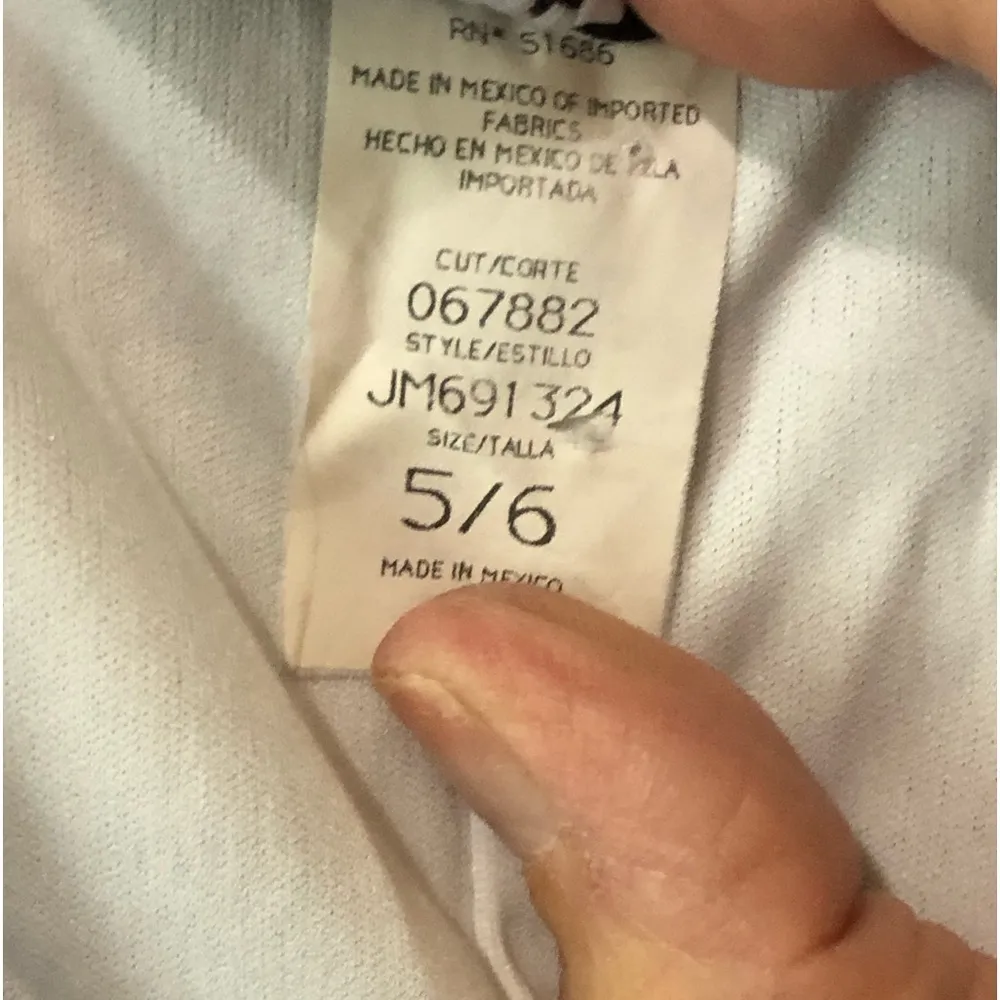 RN# 51686
MADE IN MEXICO OF IMPORTED
FABRICS
HECHO EN MEXICO DE TELA
IMPORTADA
CUT/CORTE
067882
STYLE/ESTILLO
JM691324
SIZE/TALLA
5/6
MADE IN MEXICO